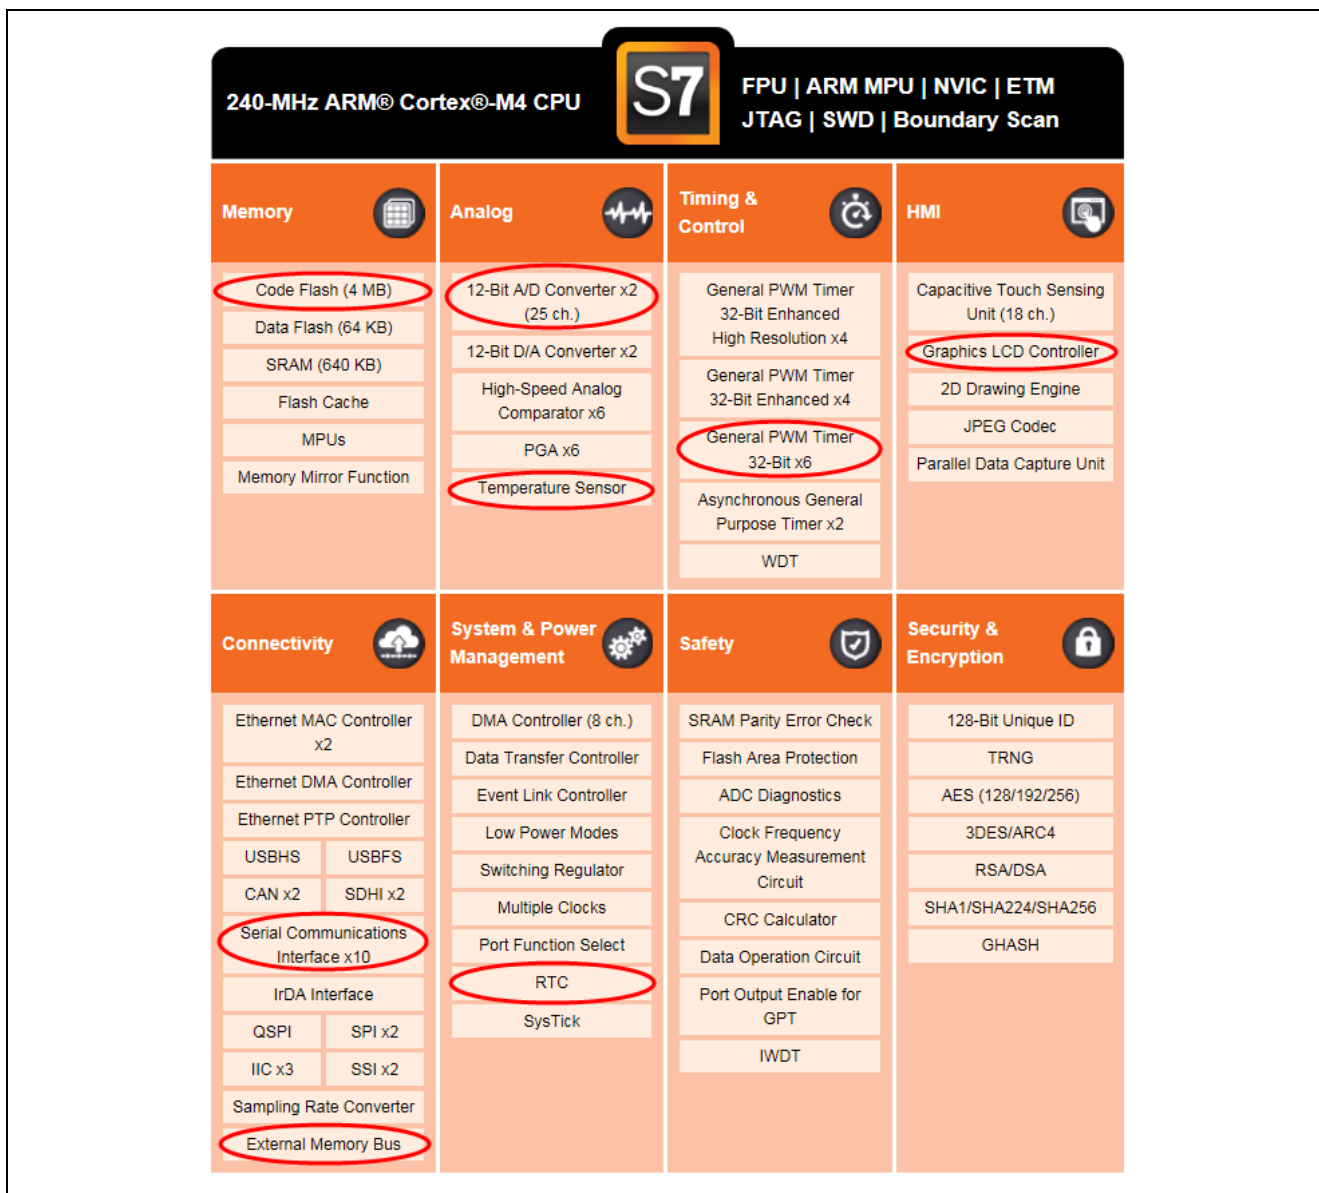 240-MHz ARM® Cortex®-M4 CPU
S7
FPU | ARM MPU | NVIC | ETM
JTAG | SWD | Boundary Scan
Memory
Code Flash (4 MB)
Data Flash (64 KB)
SRAM (640 KB)
Flash Cache
MPUs
Memory Mirror Function
Analog
12-Bit A/D Converter x2
(25 ch.)
12-Bit D/A Converter x2
High-Speed Analog
Comparator x6
PGA x6
Temperature Sensor
Timing &
Control
General PWM Timer
32-Bit Enhanced
High Resolution x4
General PWM Timer
32-Bit Enhanced x4
General PWM Timer
32-Bit x6
Asynchronous General
Purpose Timer x2
WDT
HMI
Capacitive Touch Sensing
Unit (18 ch.)
Graphics LCD Controller
2D Drawing Engine
JPEG Codec
Parallel Data Capture Unit
Connectivity
Ethernet MAC Controller
x2
Ethernet DMA Controller
Ethernet PTP Controller
USBHS USBFS
CAN x2 SDHI x2
Serial Communications
Interface x10
IrDA Interface
QSPI SPI x2
IIC x3 SSI x2
Sampling Rate Converter
External Memory Bus
System & Power
Management
DMA Controller (8 ch.)
Data Transfer Controller
Event Link Controller
Low Power Modes
Switching Regulator
Multiple Clocks
Port Function Select
RTC
SysTick
Safety
SRAM Parity Error Check
Flash Area Protection
ADC Diagnostics
Clock Frequency
Accuracy Measurement
Circuit
CRC Calculator
Data Operation Circuit
Port Output Enable for
GPT
IWDT
Security &
Encryption
128-Bit Unique ID
TRNG
AES (128/192/256)
3DES/ARC4
RSA/DSA
SHA1/SHA224/SHA256
GHASH